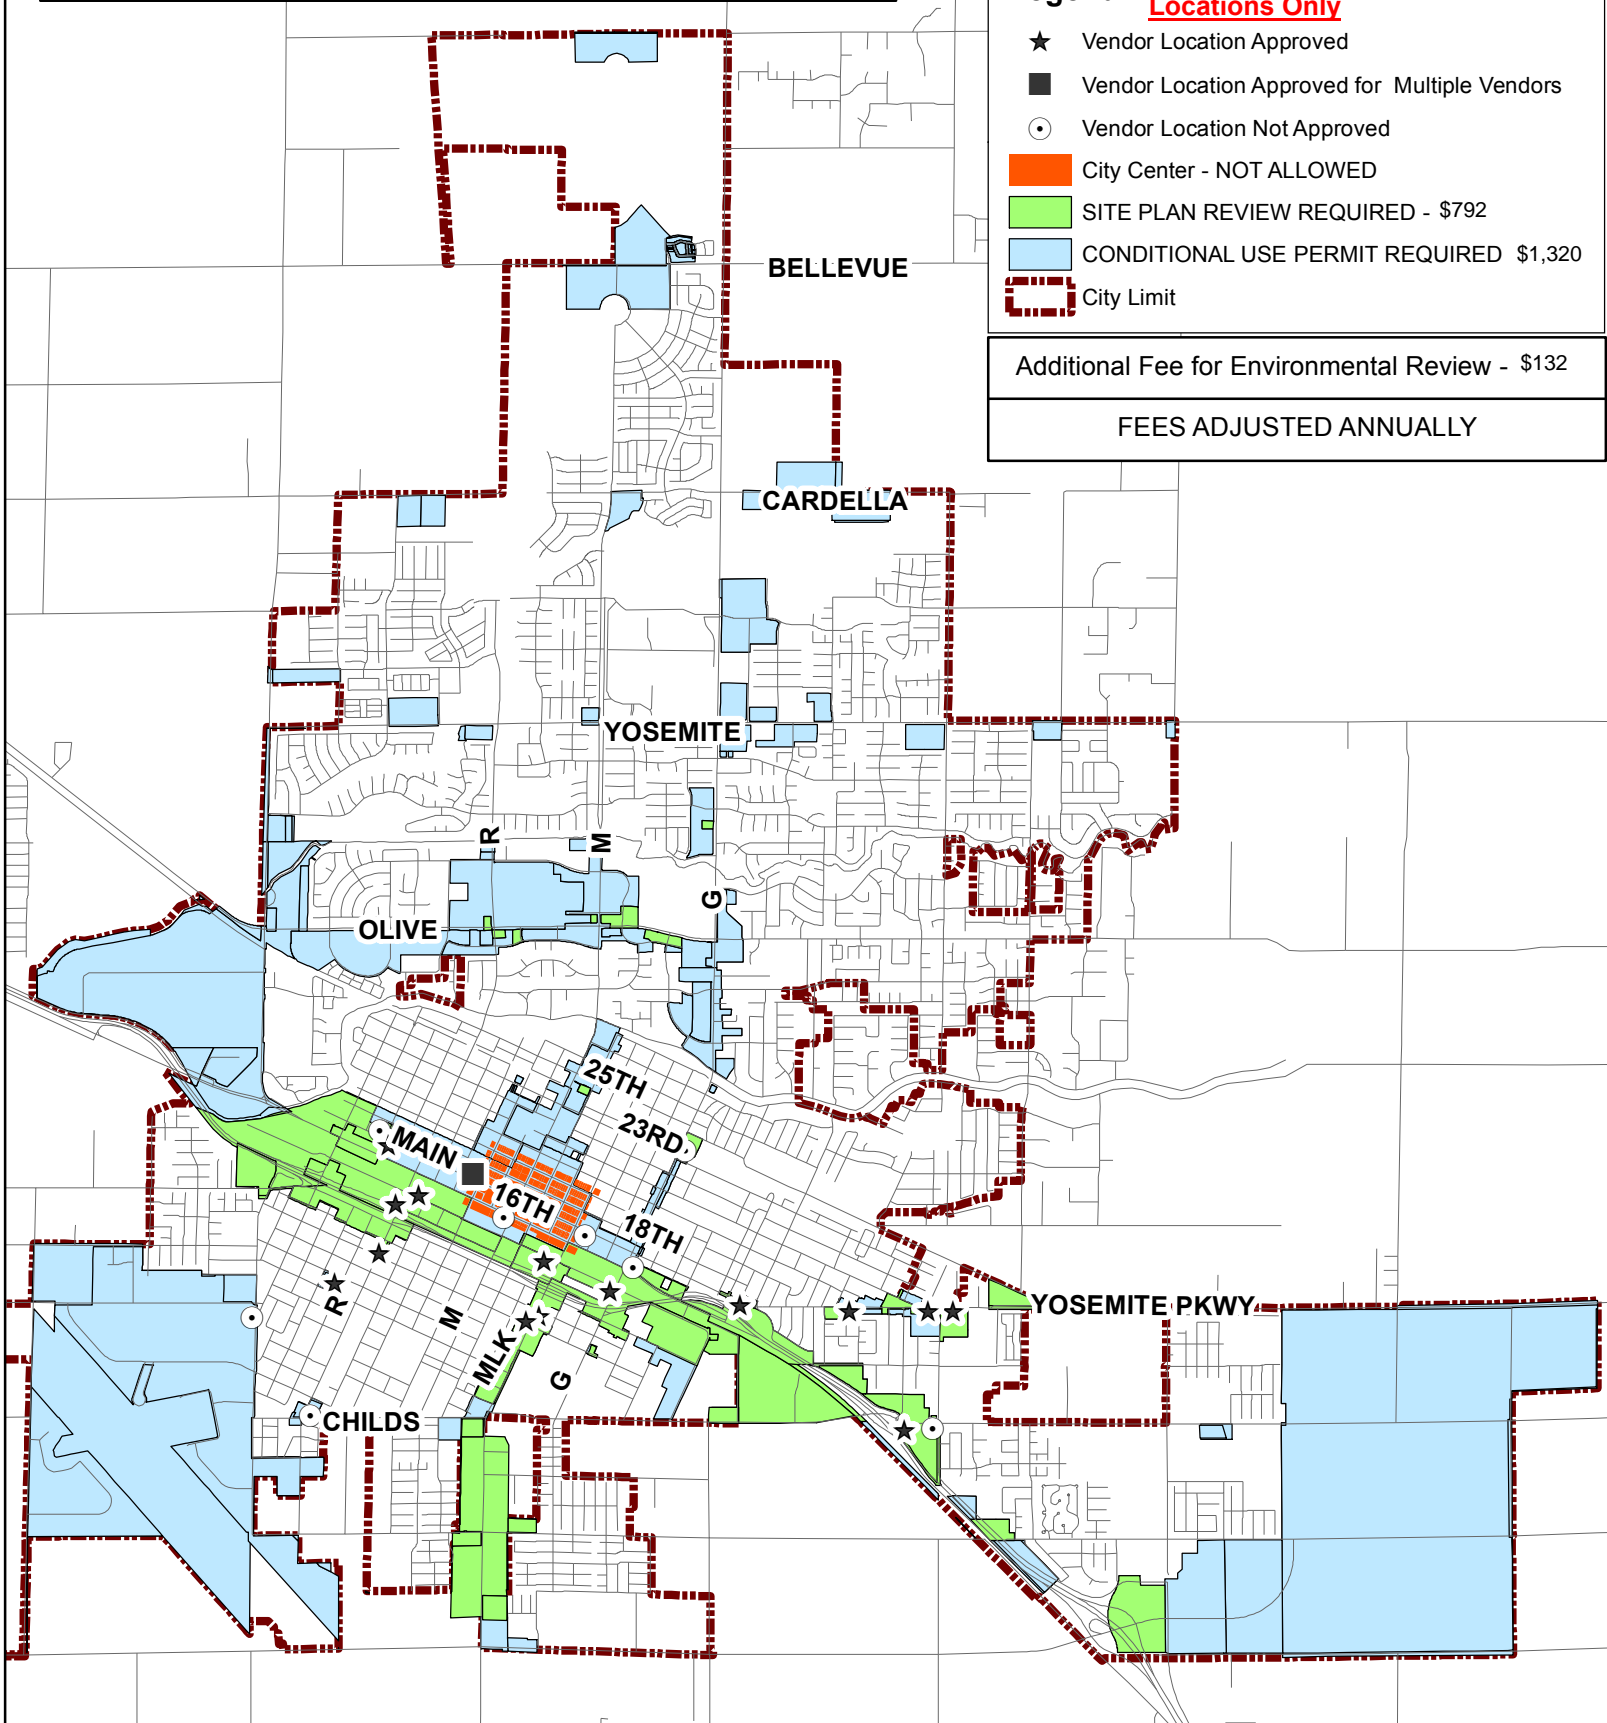 Locations Only
Vendor Location Approved
Vendor Location Approved for Multiple Vendors
Vendor Location Not Approved
City Center - NOT ALLOWED
SITE PLAN REVIEW REQUIRED - $792
CONDITIONAL USE PERMIT REQUIRED $1,320
City Limit
Additional Fee for Environmental Review - $132
FEES ADJUSTED ANNUALLY
BELLEVUE
CARDELLA
YOSEMITE
R
M
G
OLIVE
25TH
23RD
MAIN
16TH
18TH
R
M
MLK
G
YOSEMITE PKWY
CHILDS